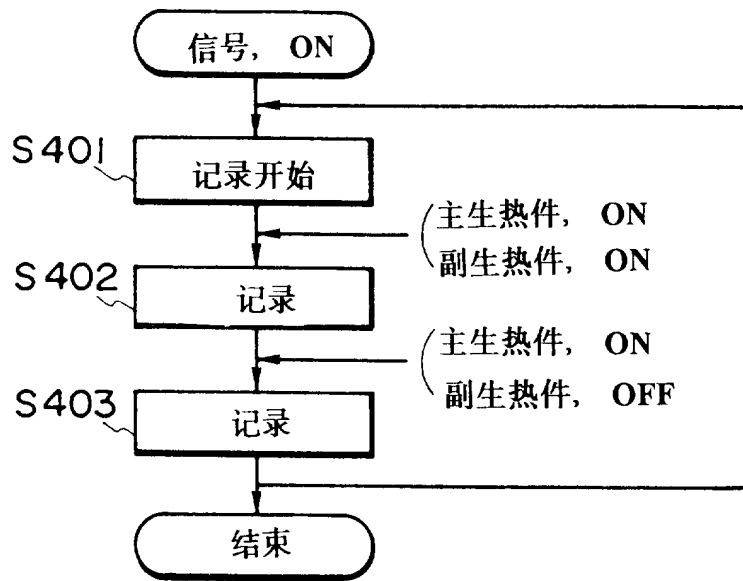 信号， ON
S401
记录开始
主生热件， ON
副生热件， ON
S402
记录
主生热件， ON
副生热件， OFF
S403
记录
结束